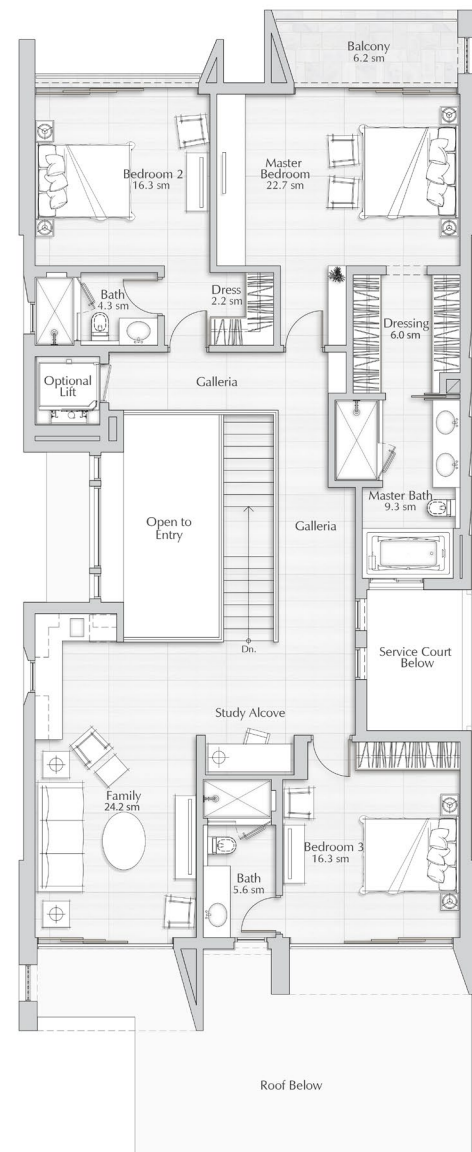 Balcony
6.2 sm
Bedroom 2
16.3 sm
Master
Bedroom
22.7 sm
Bath
4.3 sm
Dress
2.2 sm
Dressing
6.0 sm
Optional
Lift
Galleria
Master Bath
9.3 sm
Open to
Entry
Galleria
Dn.
Service Court
Below
Study Alcove
Family
24.2 sm
Bedroom 3
16.3 sm
Bath
5.6 sm
Roof Below